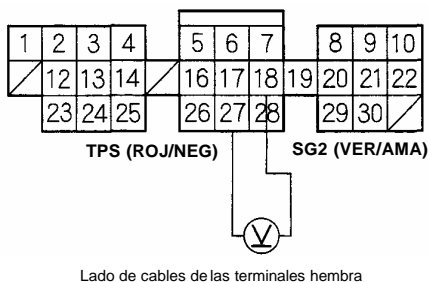 1 2 3 4 5 6 7 8 9 10
12 13 14 16 17 18 19 20 21 22
23 24 25 26 27 28 29 30
TPS (ROJ/NEG) SG2 (VER/AMA)
V
Lado de cables de las terminales hembra